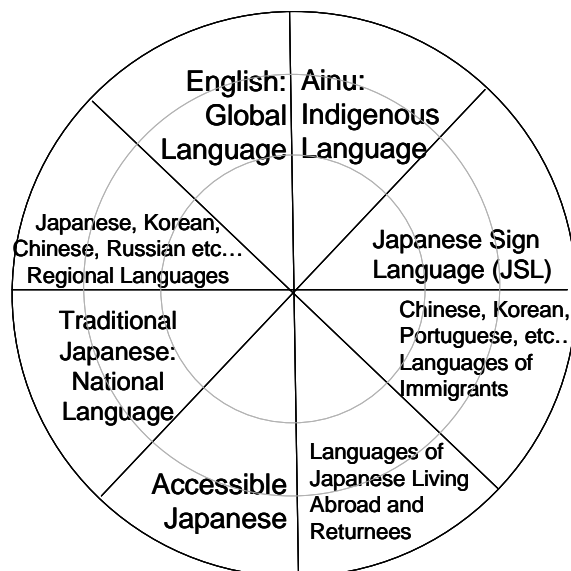 English:
Global
Language
Ainu:
Indigenous
Language
Japanese Sign
Language (JSL)
Chinese, Korean,
Portuguese, etc…
Languages of
Immigrants
Languages of
Japanese Living
Abroad and
Returnees
Accessible
Japanese
Traditional
Japanese:
National
Language
Japanese, Korean,
Chinese, Russian etc…
Regional Languages